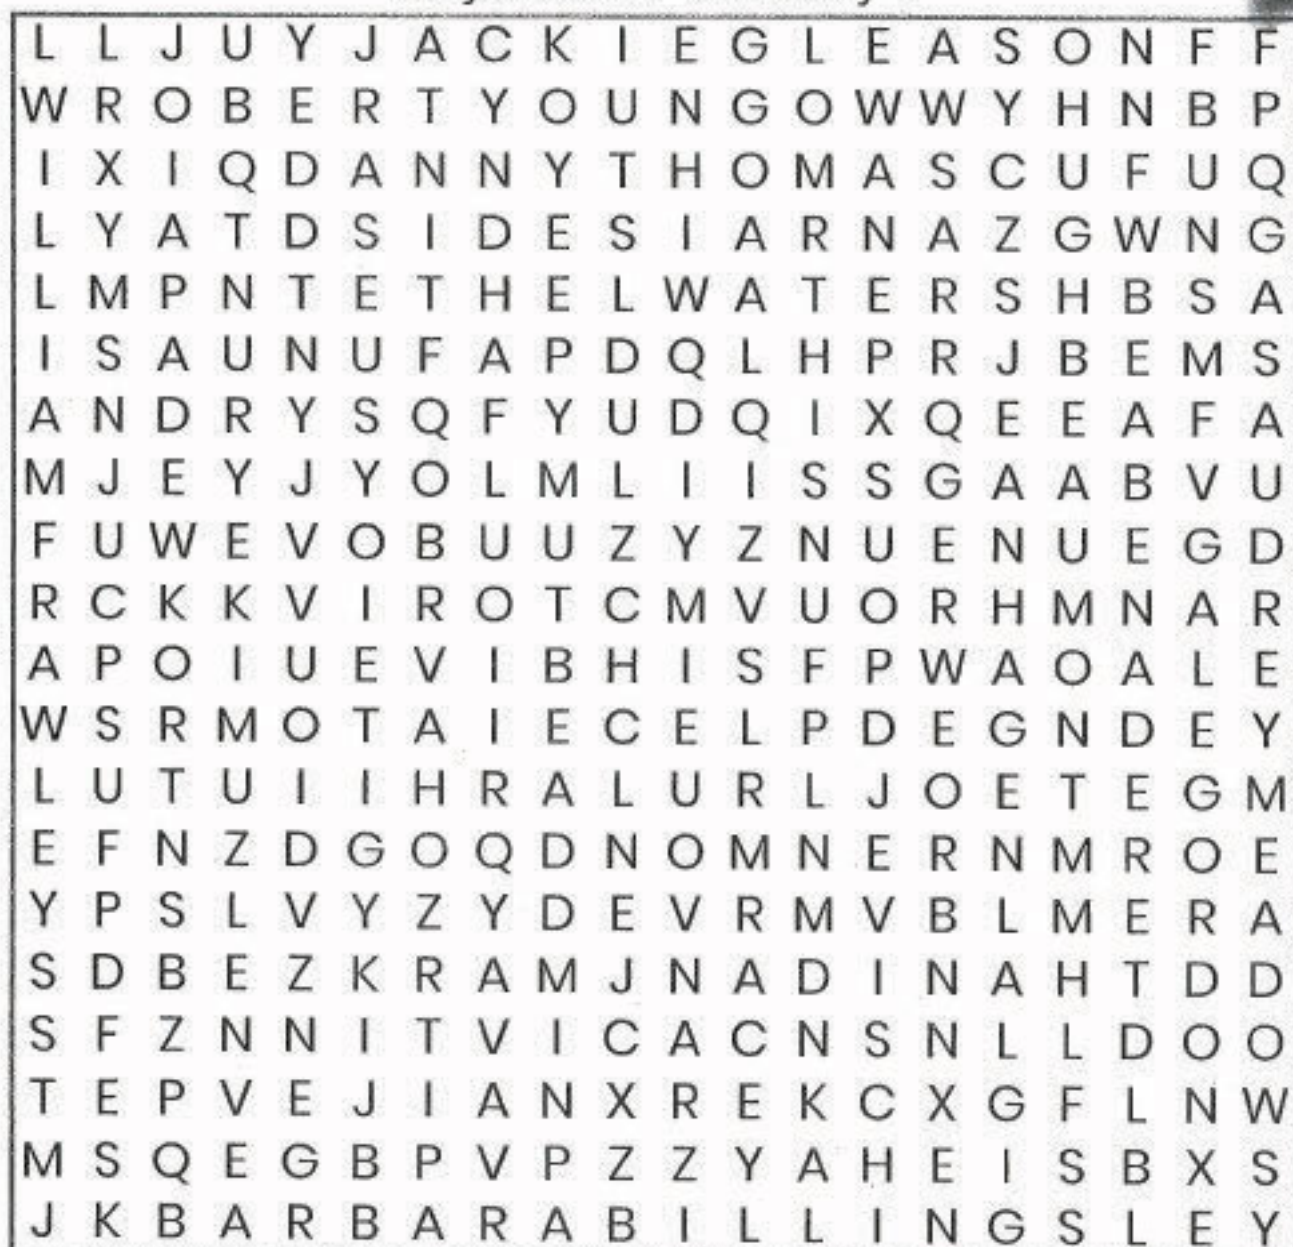 L L J U Y J A C K I E G L E A S O N F F
W R O B E R T Y O U N G O W W Y H N B P
I X I Q D A N N Y T H O M A S C U F U Q
L Y A T D S I D E S I A R N A Z G W N G
L M P N T E T H E L W A T E R S H B S A
I S A U N U F A P D Q L H P R J B E M S
A N D R Y S Q F Y U D Q I X Q E E A F A
M J E Y J Y O L M L I I S S G A A B V U
F U W E V O B U U Z Y Z N U E N U E G D
R C K K V I R O T C M V U O R H M N A R
A P O I U E V I B H I S F P W A O A L E
W S R M O T A I E C E L P D E G N D E Y
L U T U I I H R A L U R L J O E T E G M
E F N Z D G O Q D N O M N E R N M R O E
Y P S L V Y Z Y D E V R M V B L M E R A
S D B E Z K R A M J N A D I N A H T D D
S F Z N N I T V I C A C N S N L L D O O
T E P V E J I A N X R E K C X G F L N W
M S Q E G B P V P Z Z Y A H E I S B X S
J K B A R B A R A B I L L I N G S L E Y